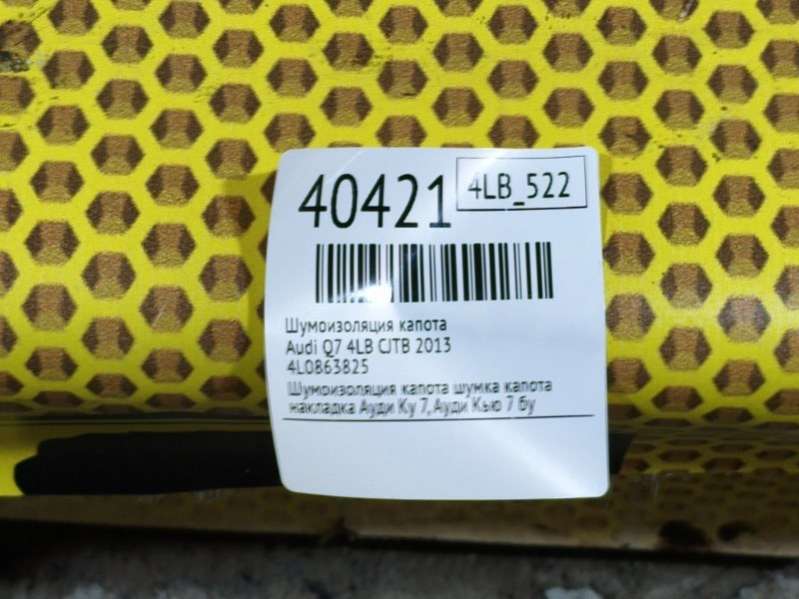 40421
4LB_522
Шумоизоляция капота
Audi Q7 4LB CJTB 2013
4L0863825
Шумоизоляция капота шумка капота
накладка Ауди Ку 7, Ауди Кью 7 бу